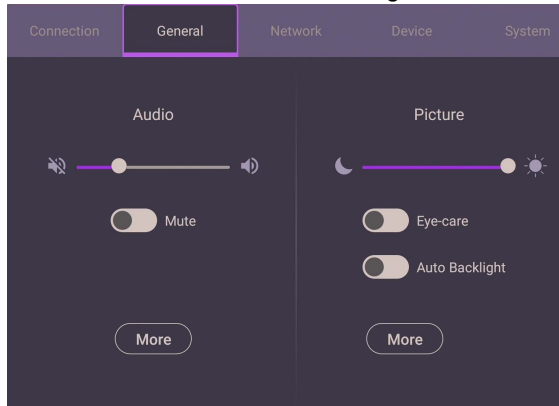 Connection General Network Device System
Audio
Mute
More
Picture
Eye-care
Auto Backlight
More